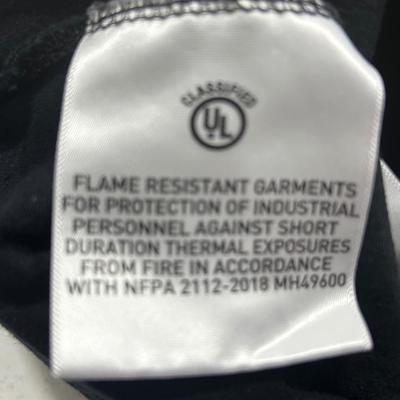 CLASSIFIED
UL
FLAME RESISTANT GARMENTS
FOR PROTECTION OF INDUSTRIAL
PERSONNEL AGAINST SHORT
DURATION THERMAL EXPOSURES
FROM FIRE IN ACCORDANCE
WITH NFPA 2112-2018 MH49600